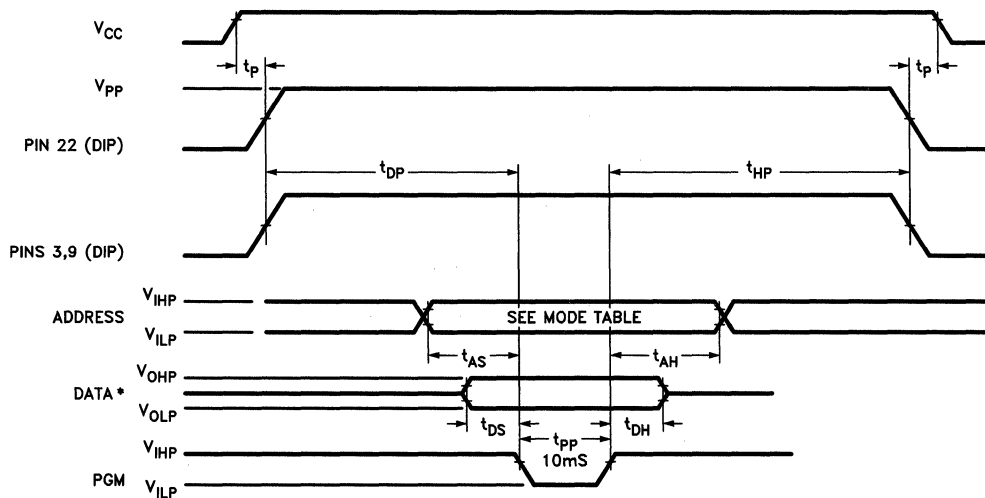 VCC
tP
tP
VPP
PIN 22 (DIP)
tDP
tHP
PINS 3,9 (DIP)
VIHP
ADDRESS
SEE MODE TABLE
VILP
tAS
tAH
VOHP
DATA *
VOLP
tDS
tPP
tDH
VIHP
10mS
PGM
VILP